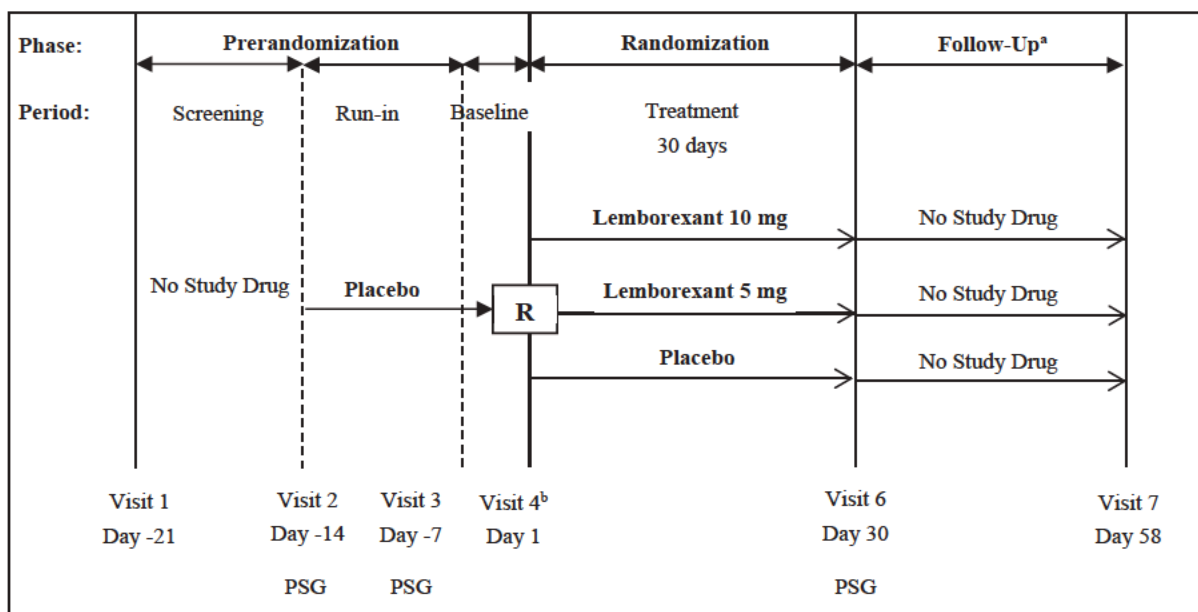 Phase: Prerandomization Randomization Follow-Upᵃ
Period: Screening Run-in Baseline Treatment
30 days
Lemborexant 10 mg No Study Drug
No Study Drug Placebo R Lemborexant 5 mg No Study Drug
Placebo No Study Drug
Visit 1 Visit 2 Visit 3 Visit 4ᵇ Visit 6 Visit 7
Day -21 Day -14 Day -7 Day 1 Day 30 Day 58
PSG PSG PSG